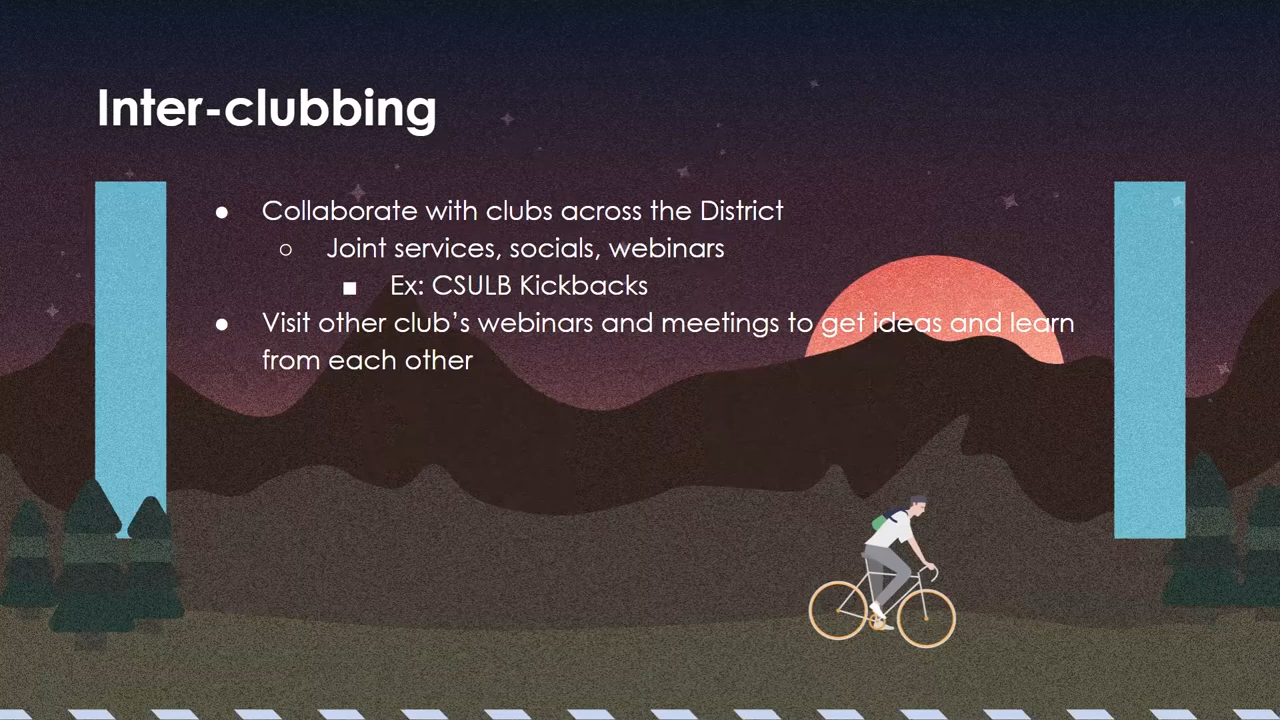 Inter-clubbing
● Collaborate with clubs across the District
○ Joint services, socials, webinars
■ Ex: CSULB Kickbacks
● Visit other club’s webinars and meetings to get ideas and learn
from each other